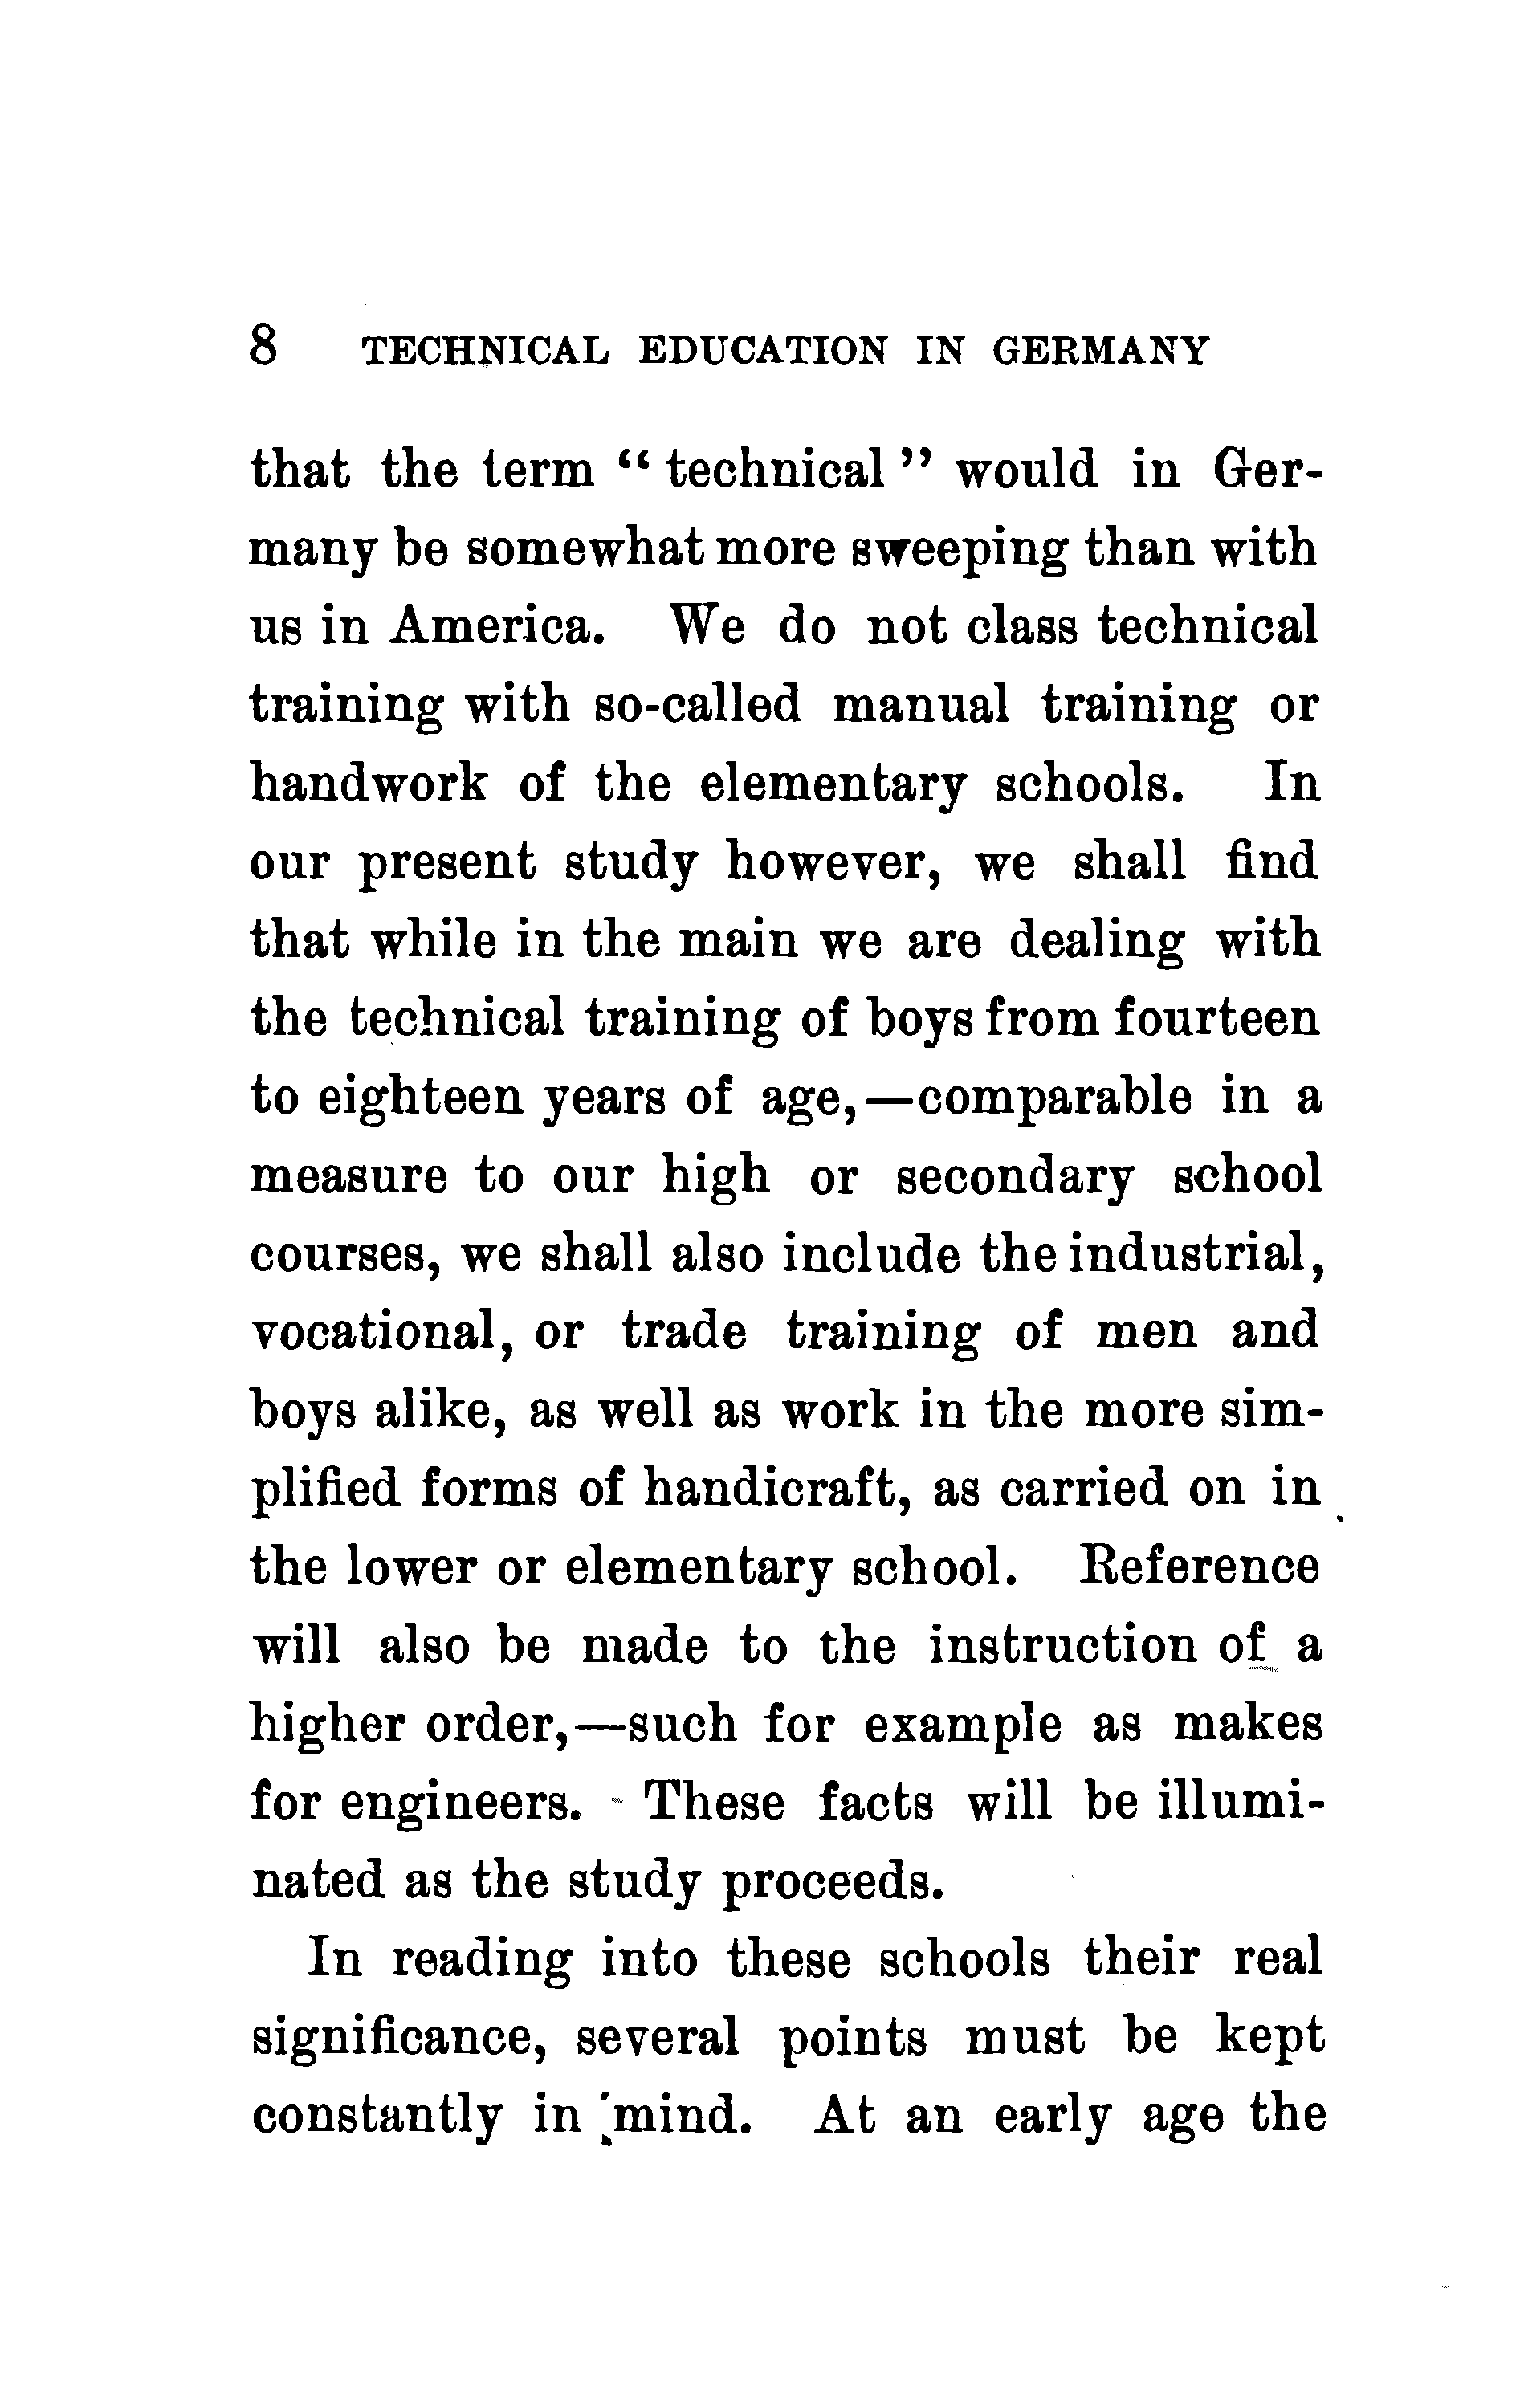 8 TECHNICAL EDUCATION IN GERMANY
that the term “ technical ” would in Ger-
many be somewhat more sweeping than with
us in America. We do not class technical
training with so-called manual training or
handwork of the elementary schools. In
our present study however, we shall find
that while in the main we are dealing with
the technical training of boys from fourteen
to eighteen years of age,—comparable in a
measure to our high or secondary school
courses, we shall also include the industrial,
vocational, or trade training of men and
boys alike, as well as work in the more sim-
plified forms of handicraft, as carried on in
the lower or elementary school. Reference
will also be made to the instruction of a
higher order,—such for example as makes
for engineers. These facts will be illumi-
nated as the study proceeds.
In reading into these schools their real
significance, several points must be kept
constantly in mind. At an early age the